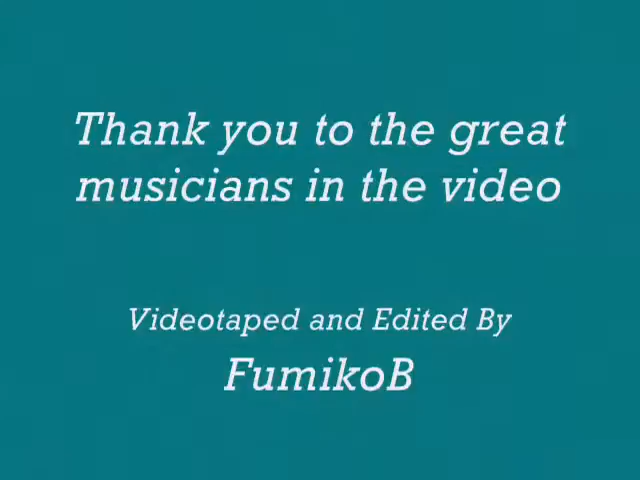 Thank you to the great
musicians in the video
Videotaped and Edited By
FumikoB